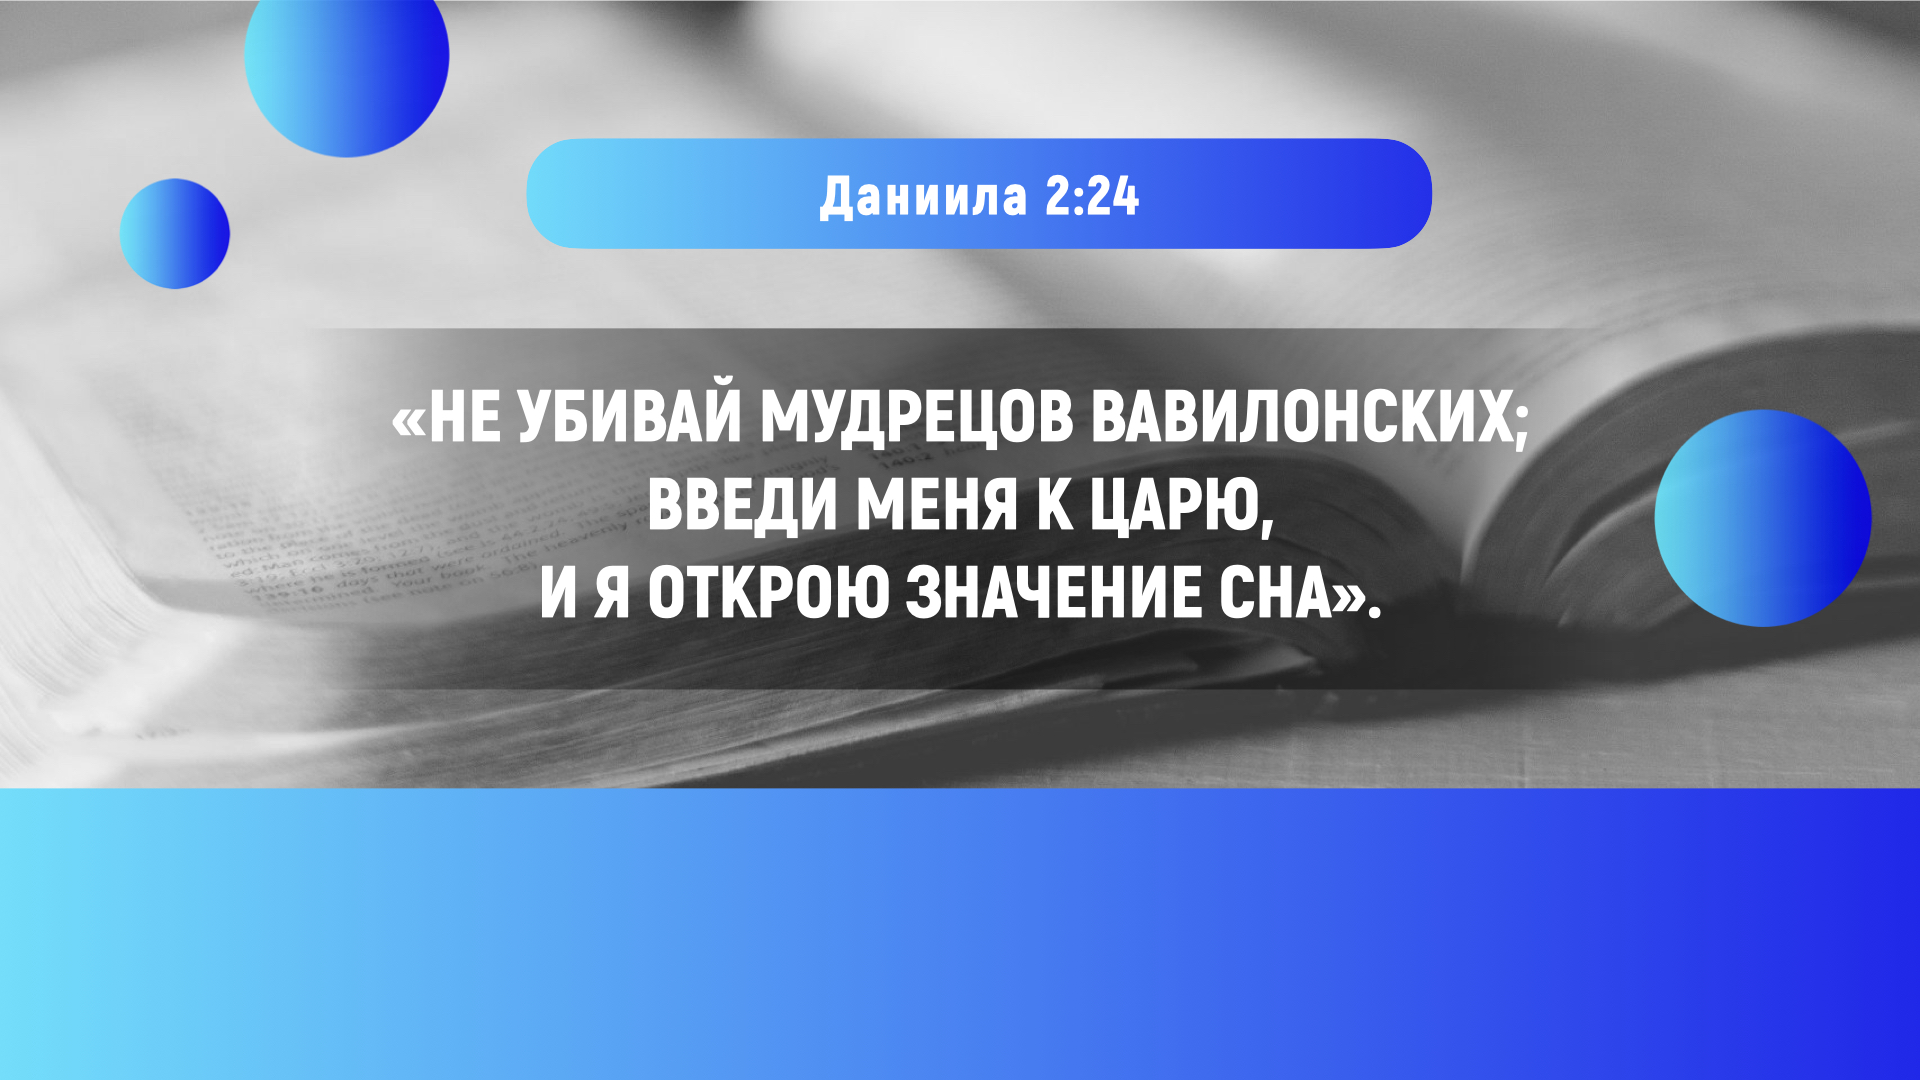 Даниила 2:24
«НЕ УБИВАЙ МУДРЕЦОВ ВАВИЛОНСКИХ;
ВВЕДИ МЕНЯ К ЦАРЮ,
И Я ОТКРОЮ ЗНАЧЕНИЕ СНА».